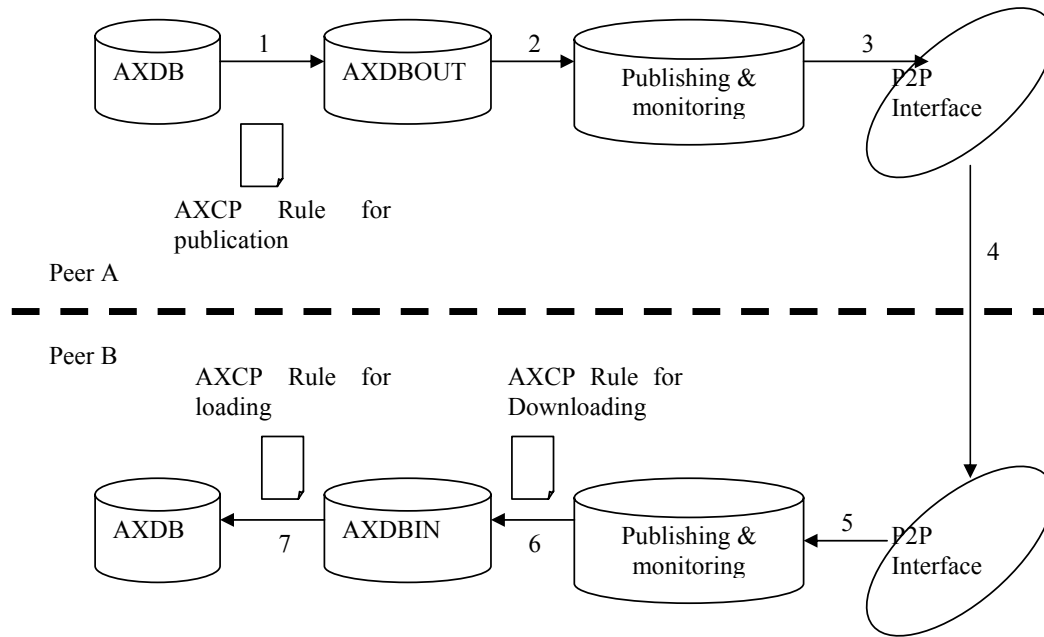 1
2
3
AXDB
AXDBOUT
Publishing &
monitoring
P2P
Interface
AXCP Rule for
publication
4
Peer A
Peer B
AXCP Rule for
loading
AXCP Rule for
Downloading
AXDB
7
AXDBIN
6
Publishing &
monitoring
5
P2P
Interface